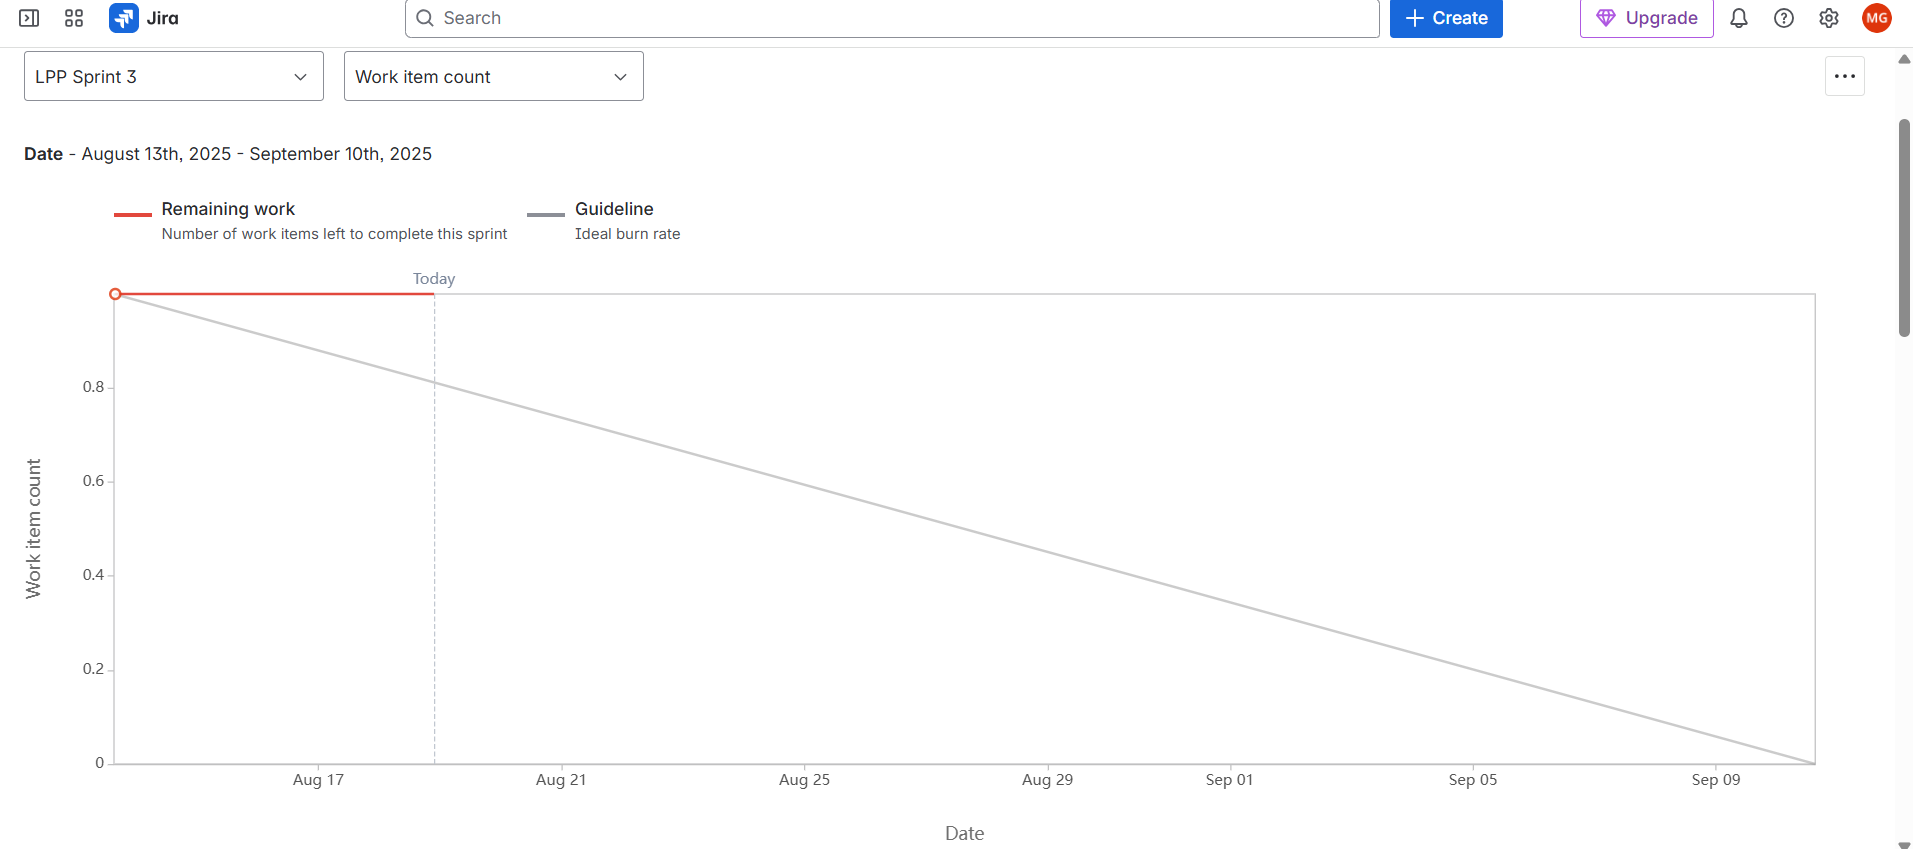 Jira
Search
Create
Upgrade
MG
LPP Sprint 3
Work item count
Date - August 13th, 2025 - September 10th, 2025
Remaining work
Number of work items left to complete this sprint
Guideline
Ideal burn rate
Today
0.8
0.6
0.4
0.2
0
Work item count
Aug 17
Aug 21
Aug 25
Aug 29
Sep 01
Sep 05
Sep 09
Date